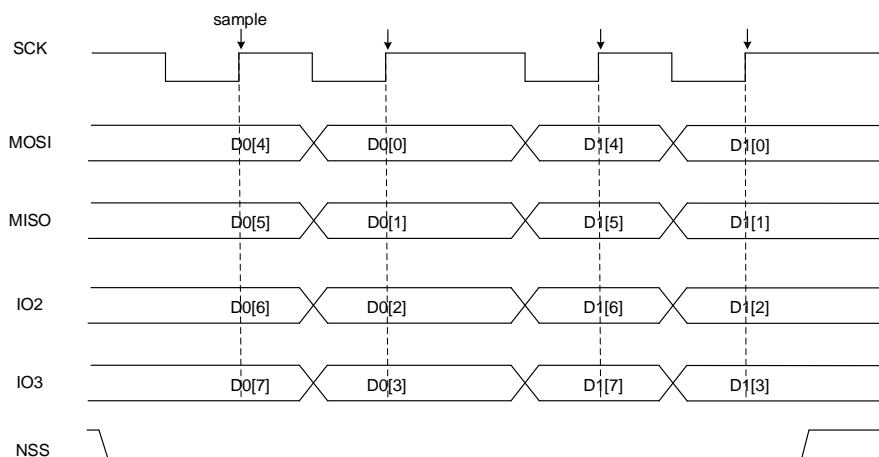 sample
SCK
MOSI D0[4] D0[0] D1[4] D1[0]
MISO D0[5] D0[1] D1[5] D1[1]
IO2 D0[6] D0[2] D1[6] D1[2]
IO3 D0[7] D0[3] D1[7] D1[3]
NSS